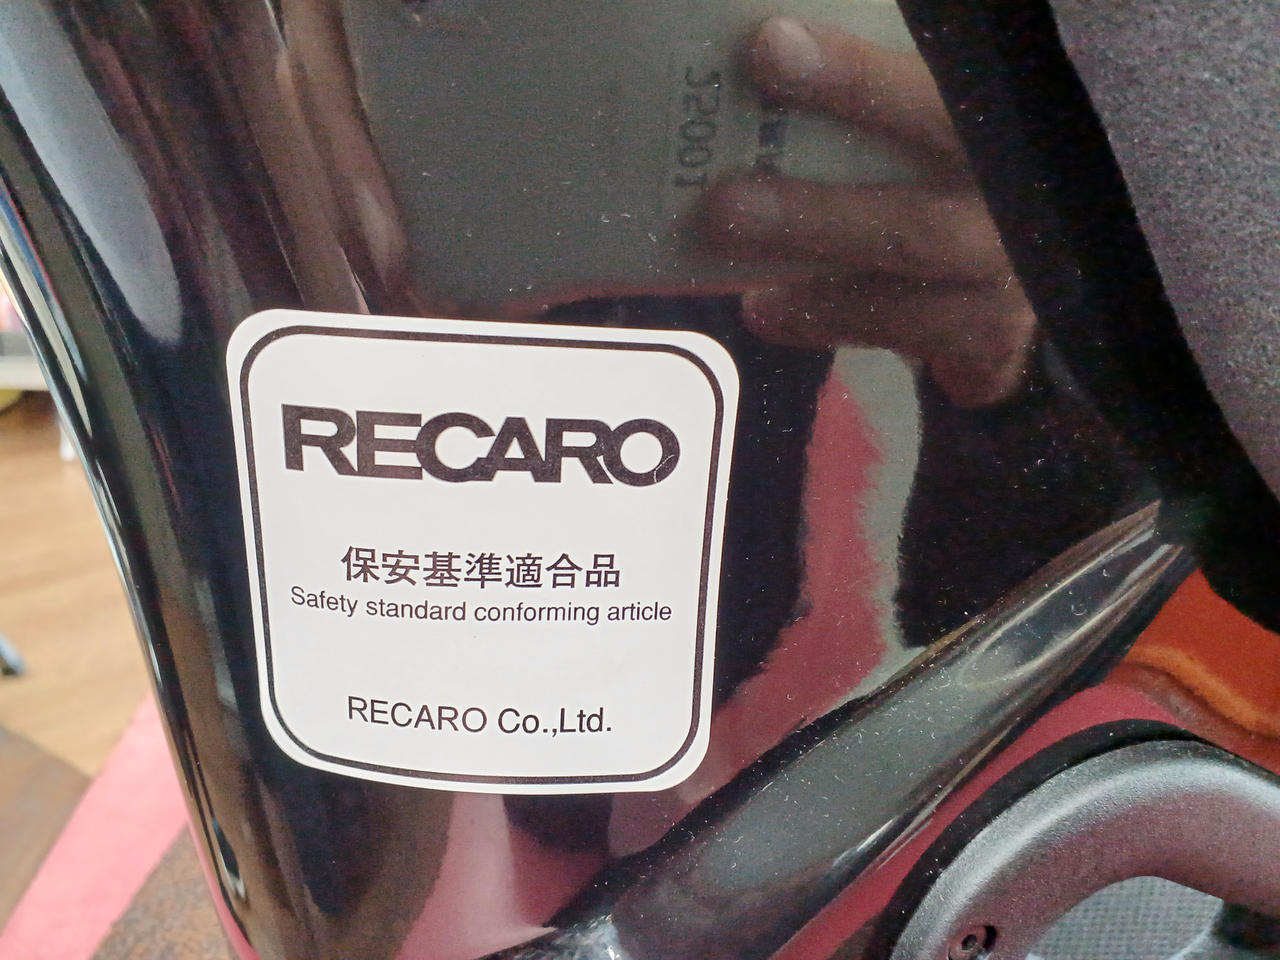 RECARO
保安基準適合品
Safety standard conforming article
RECARO Co.,Ltd.